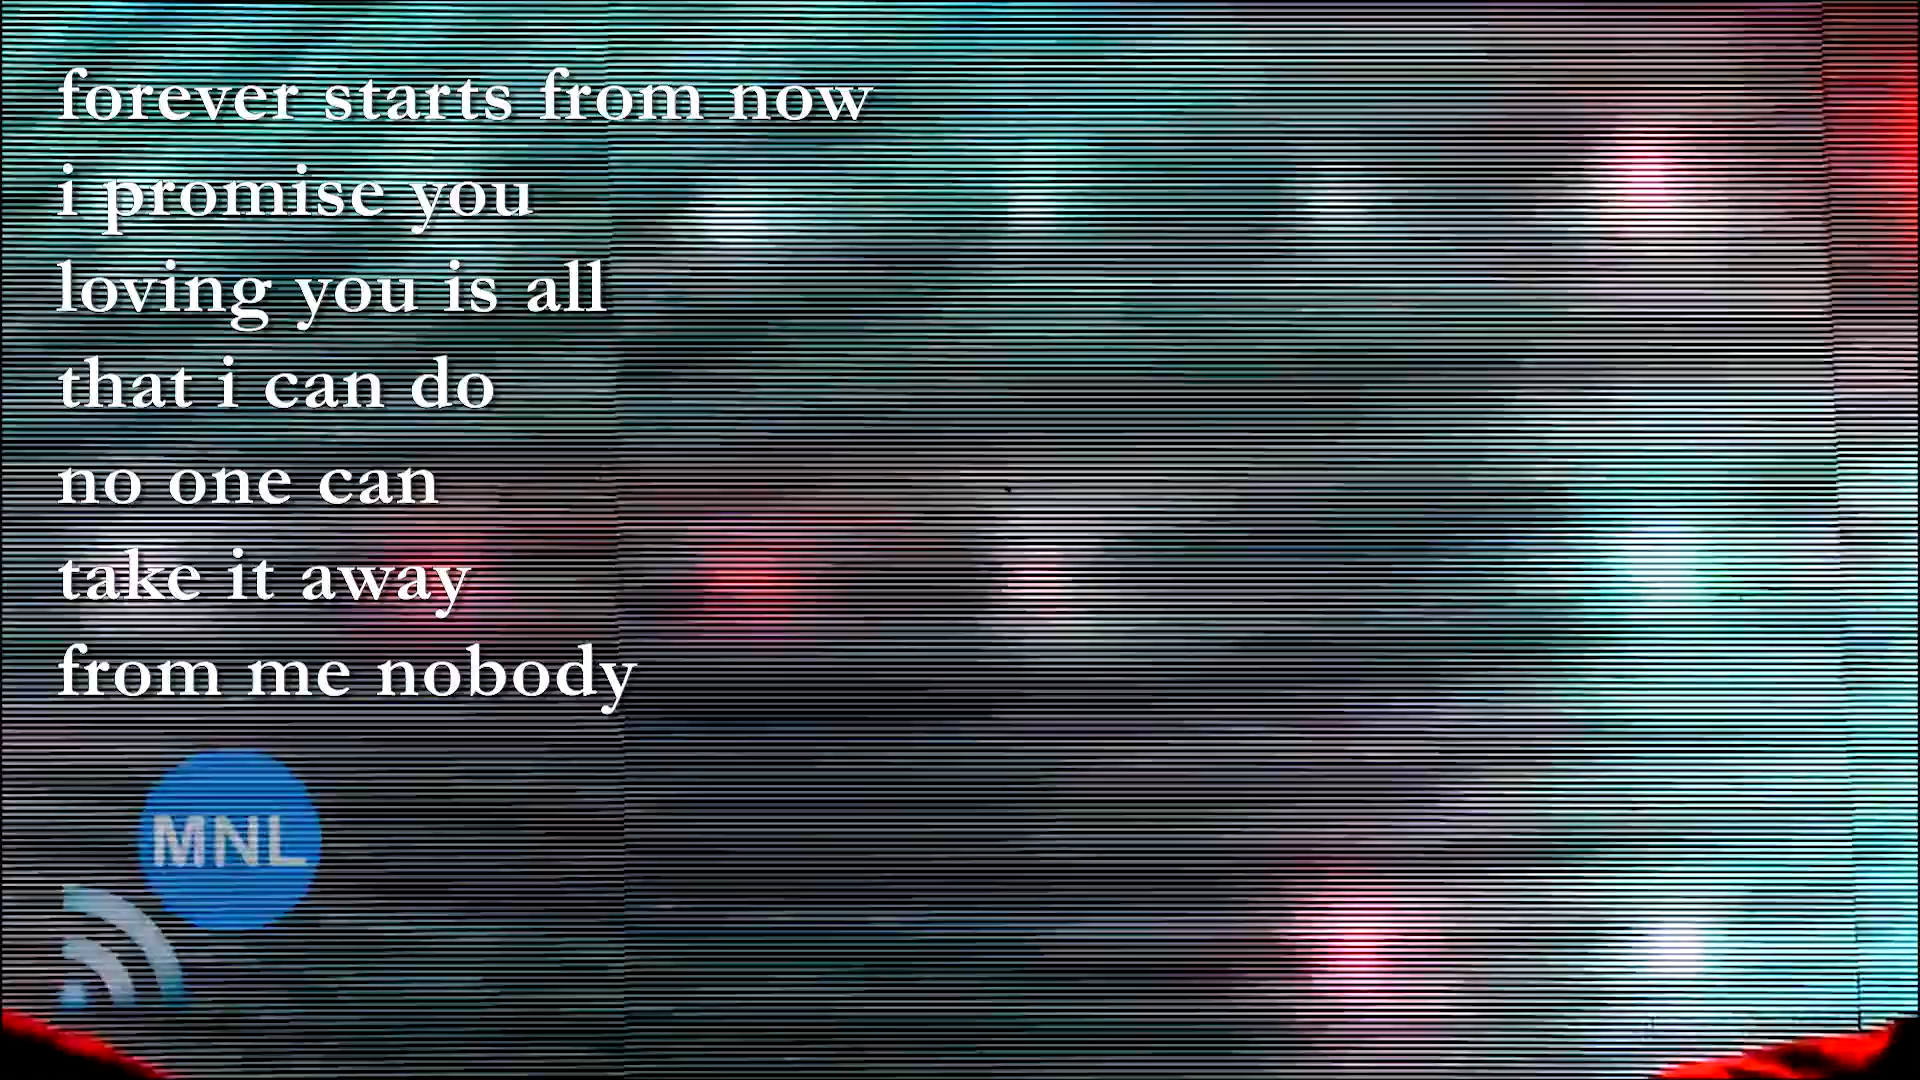 forever starts from now
i promise you
loving you is all
that i can do
no one can
take it away
from me nobody
MNL